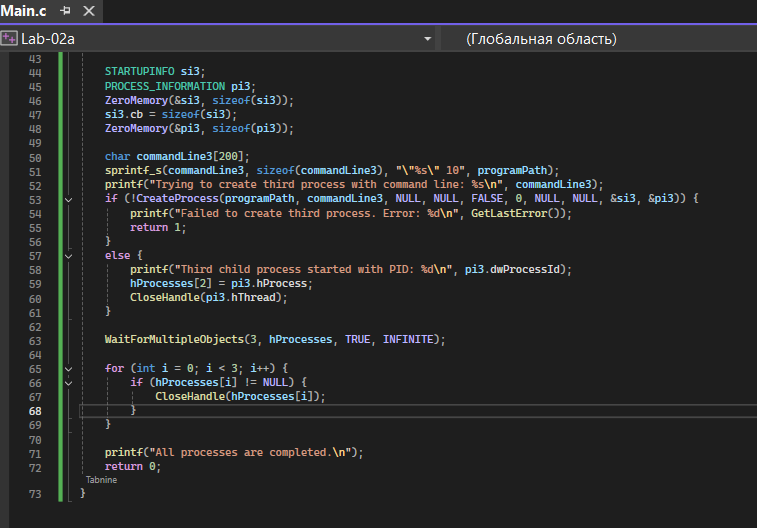 Main.c
Lab-02a (Глобальная область)
43
44 STARTUPINFO si3;
45 PROCESS_INFORMATION pi3;
46 ZeroMemory(&si3, sizeof(si3));
47 si3.cb = sizeof(si3);
48 ZeroMemory(&pi3, sizeof(pi3));
49
50 char commandLine3[200];
51 sprintf_s(commandLine3, sizeof(commandLine3), "\"%s\" 10", programPath);
52 printf("Trying to create third process with command line: %s\n", commandLine3);
53 if (!CreateProcess(programPath, commandLine3, NULL, NULL, FALSE, 0, NULL, NULL, &si3, &pi3)) {
54 printf("Failed to create third process. Error: %d\n", GetLastError());
55 return 1;
56 }
57 else {
58 printf("Third child process started with PID: %d\n", pi3.dwProcessId);
59 hProcesses[2] = pi3.hProcess;
60 CloseHandle(pi3.hThread);
61 }
62
63 WaitForMultipleObjects(3, hProcesses, TRUE, INFINITE);
64
65 for (int i = 0; i < 3; i++) {
66 if (hProcesses[i] != NULL) {
67 CloseHandle(hProcesses[i]);
68 }
69 }
70
71 printf("All processes are completed.\n");
72 return 0;
Tabnine
73 }